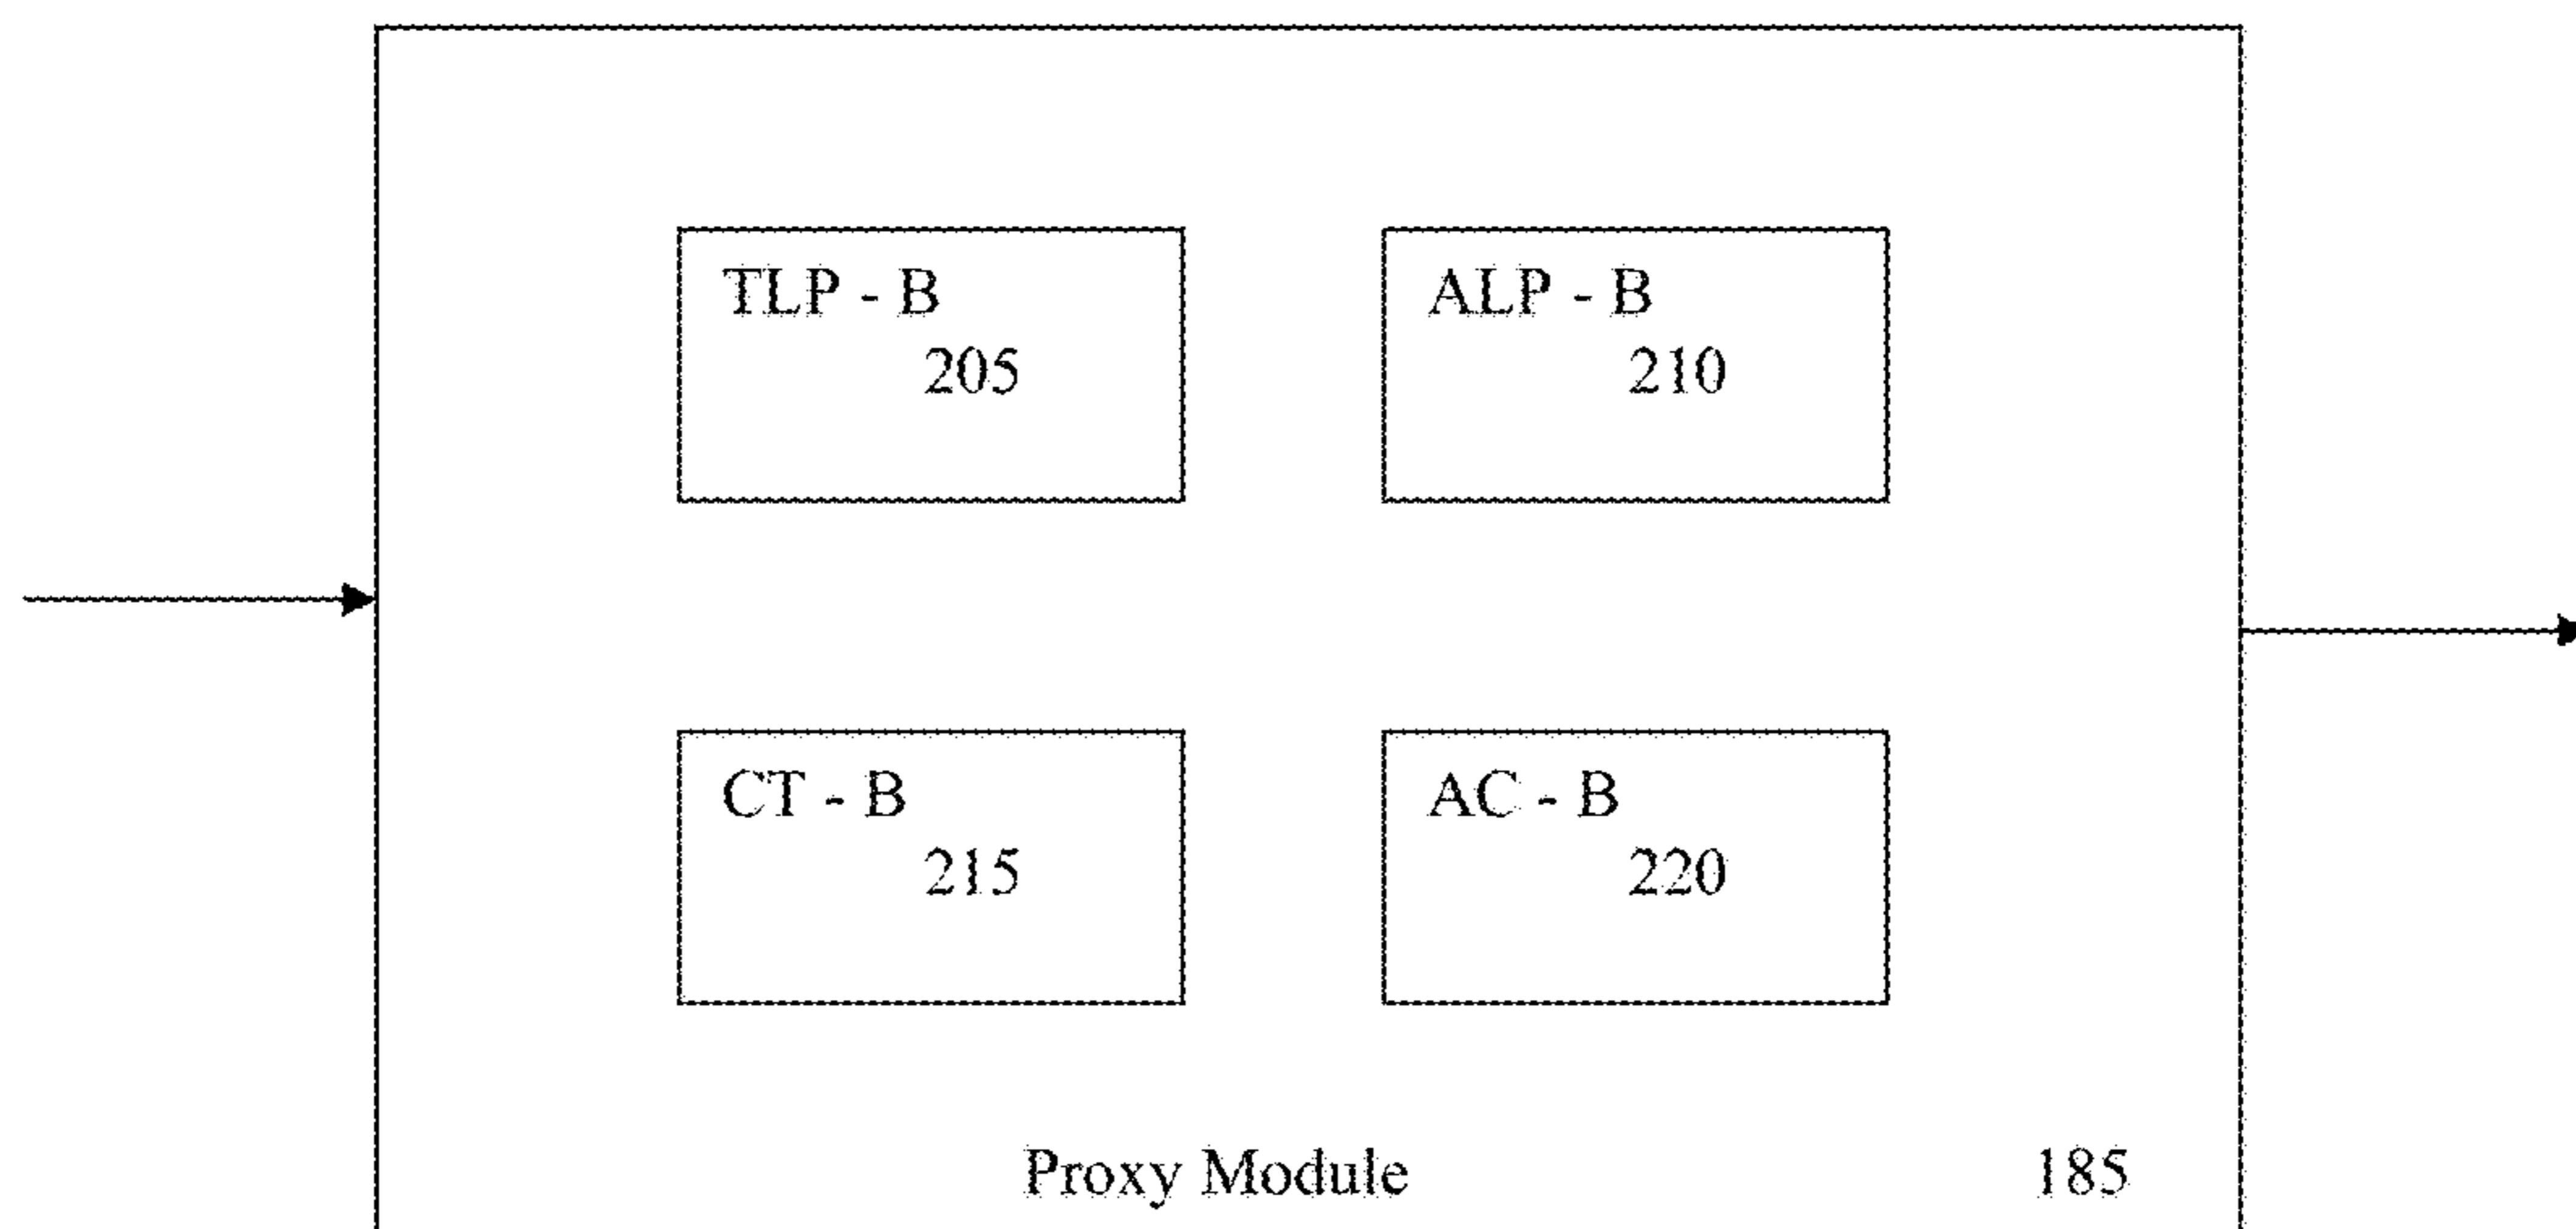 TLP - B
205
ALP - B
210
CT - B
215
AC - B
220
Proxy Module 185